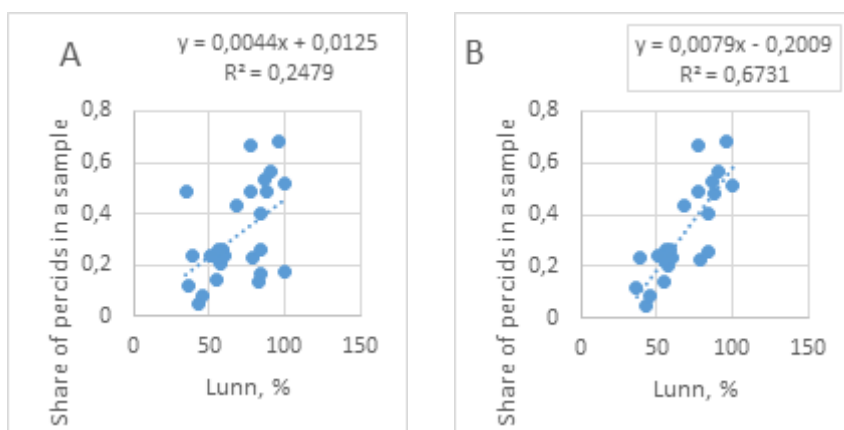 A
y = 0,0044x + 0,0125
R² = 0,2479
Share of percids in a sample
0,8
0,6
0,4
0,2
0
0 50 100 150
Lunn, %
B
y = 0,0079x - 0,2009
R² = 0,6731
Share of percids in a sample
0,8
0,6
0,4
0,2
0
0 50 100 150
Lunn, %